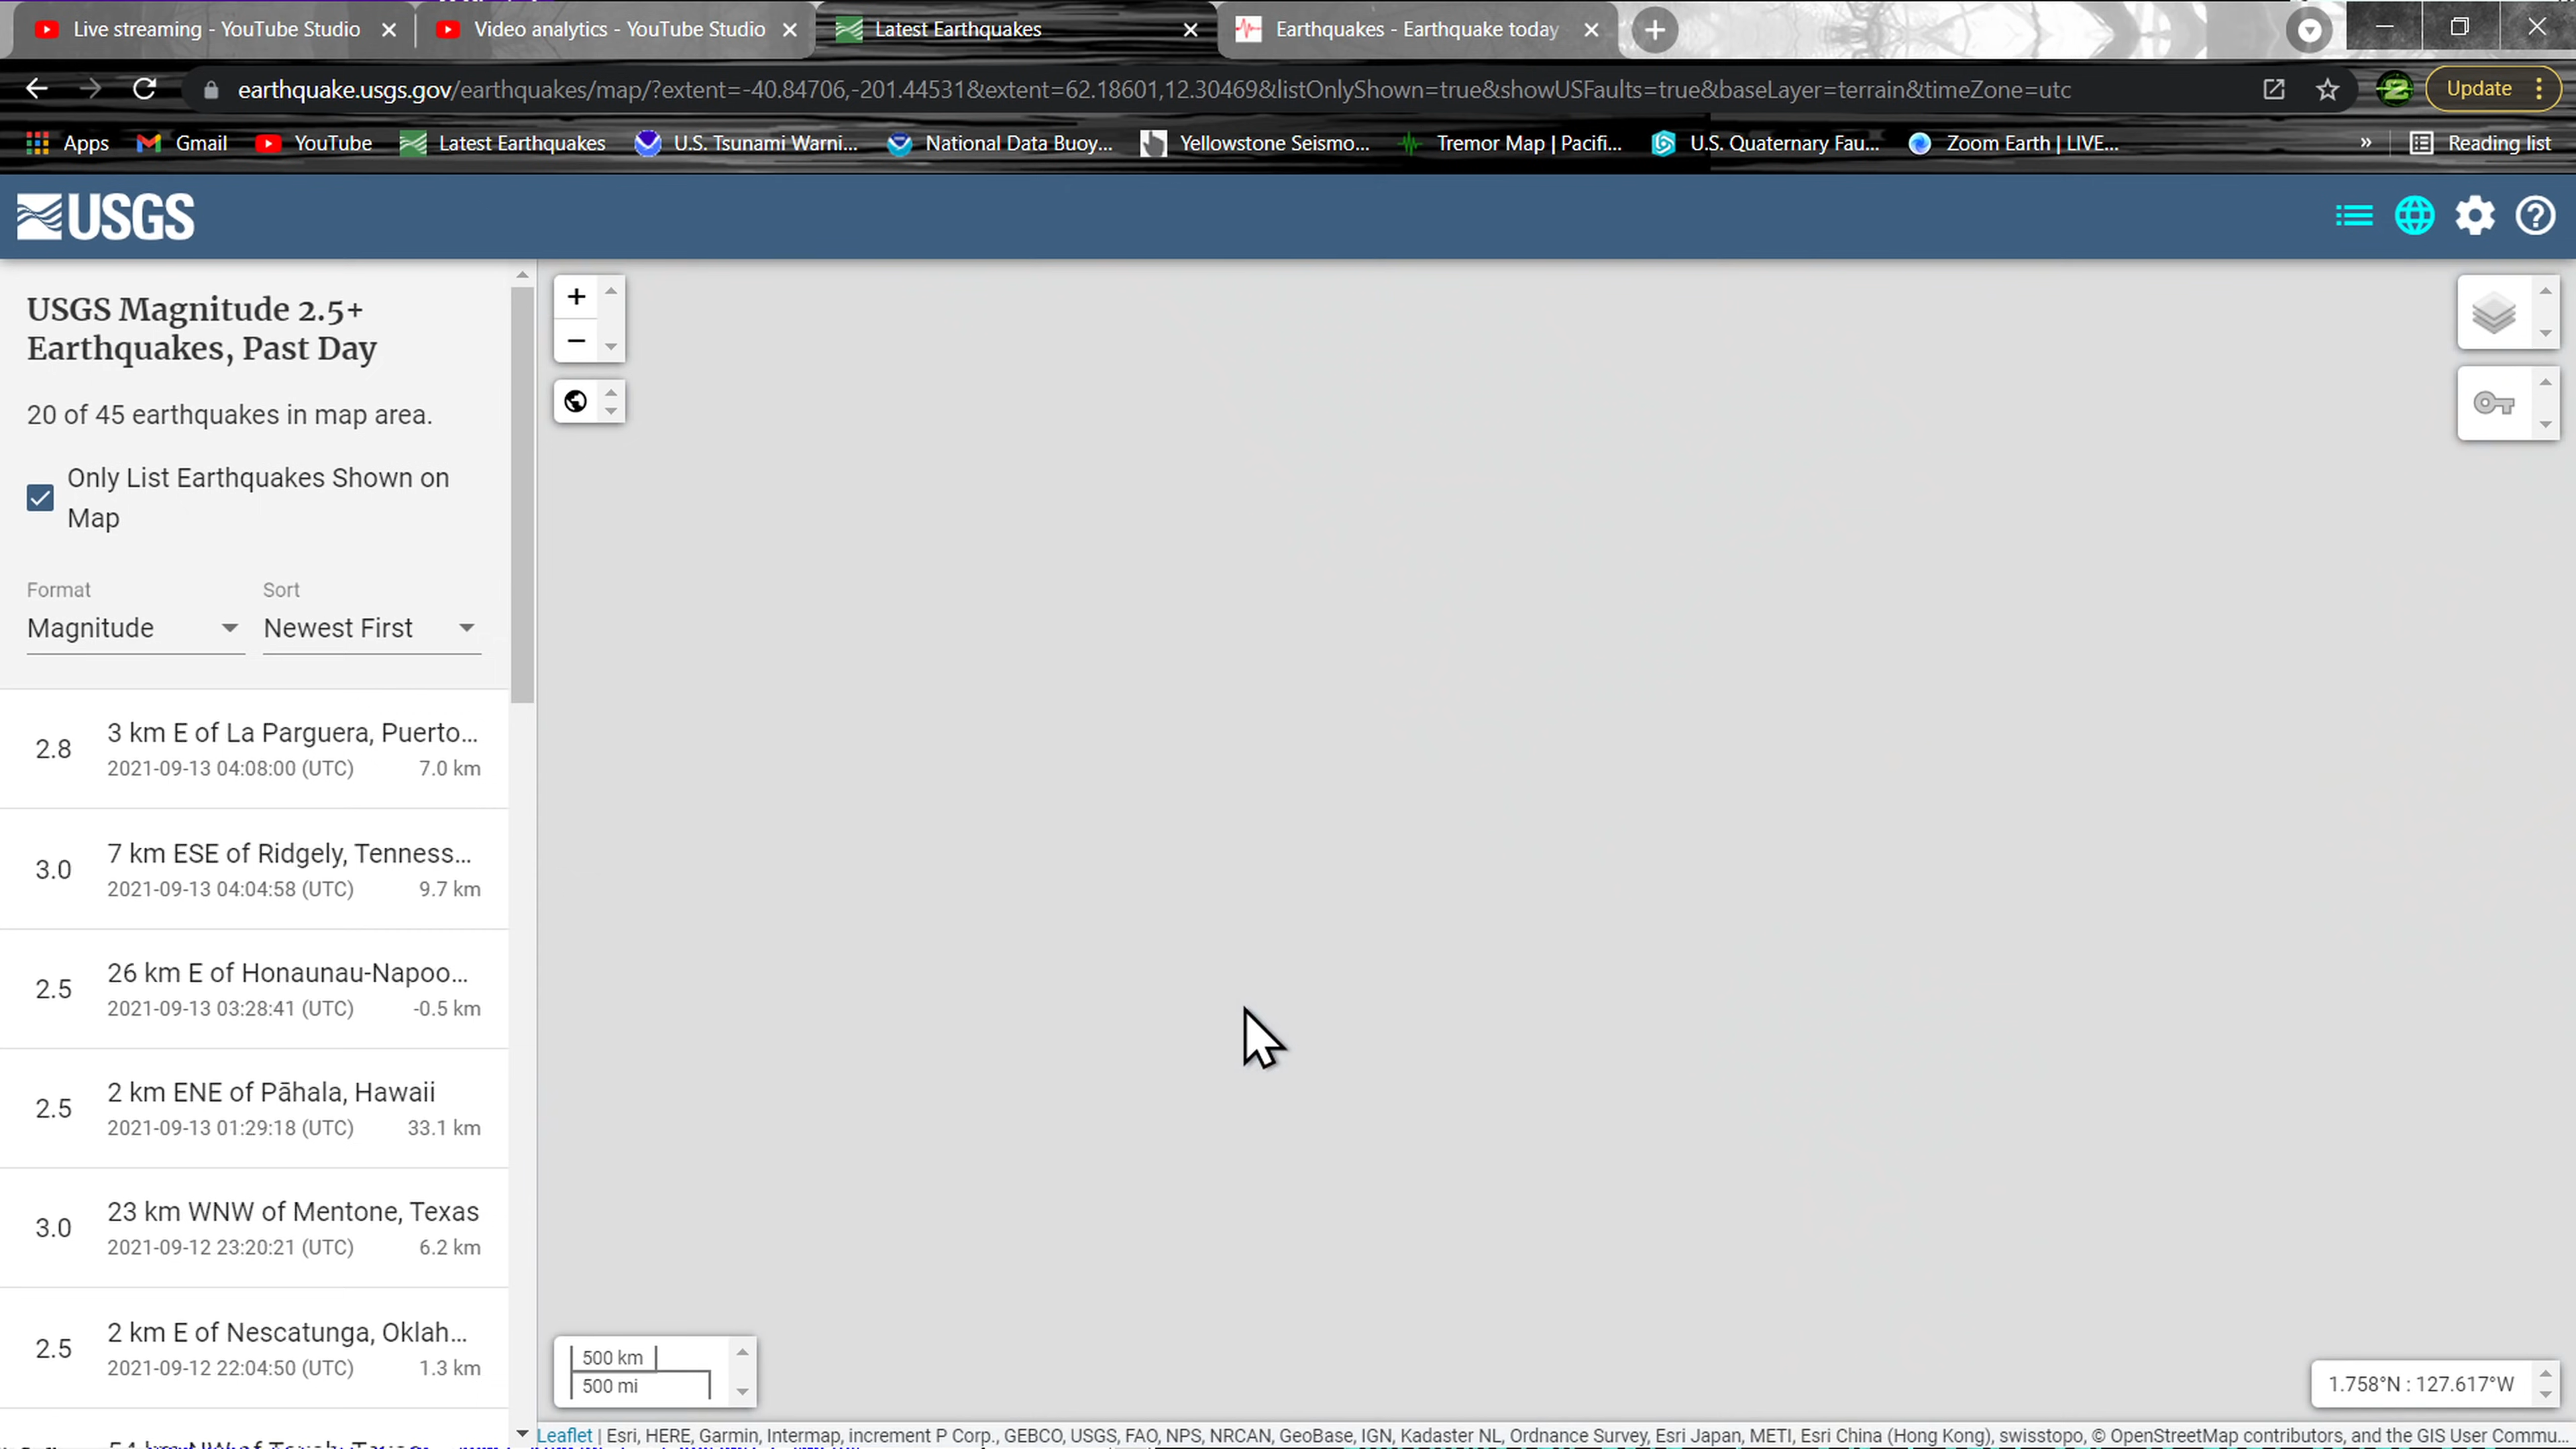 Live streaming - YouTube Studio
Video analytics - YouTube Studio
Latest Earthquakes
Earthquakes - Earthquake today
earthquake.usgs.gov/earthquakes/map/?extent=-40.84706,-201.44531&extent=62.18601,12.30469&listOnlyShown=true&showUSFaults=true&baseLayer=terrain&timeZone=utc
Update
Apps
Gmail
YouTube
Latest Earthquakes
U.S. Tsunami Warni...
National Data Buoy...
Yellowstone Seismo...
Tremor Map | Pacifi...
U.S. Quaternary Fau...
Zoom Earth | LIVE...
»
Reading list
USGS
USGS Magnitude 2.5+
Earthquakes, Past Day
20 of 45 earthquakes in map area.
Only List Earthquakes Shown on
Map
Format
Sort
Magnitude
Newest First
2.8
3 km E of La Parguera, Puerto...
2021-09-13 04:08:00 (UTC) 7.0 km
3.0
7 km ESE of Ridgely, Tenness...
2021-09-13 04:04:58 (UTC) 9.7 km
2.5
26 km E of Honaunau-Napoo...
2021-09-13 03:28:41 (UTC) -0.5 km
2.5
2 km ENE of Pāhala, Hawaii
2021-09-13 01:29:18 (UTC) 33.1 km
3.0
23 km WNW of Mentone, Texas
2021-09-12 23:20:21 (UTC) 6.2 km
2.5
2 km E of Nescatunga, Oklah...
2021-09-12 22:04:50 (UTC) 1.3 km
+
−
500 km
500 mi
1.758°N : 127.617°W
Leaflet | Esri, HERE, Garmin, Intermap, increment P Corp., GEBCO, USGS, FAO, NPS, NRCAN, GeoBase, IGN, Kadaster NL, Ordnance Survey, Esri Japan, METI, Esri China (Hong Kong), swisstopo, © OpenStreetMap contributors, and the GIS User Commu...